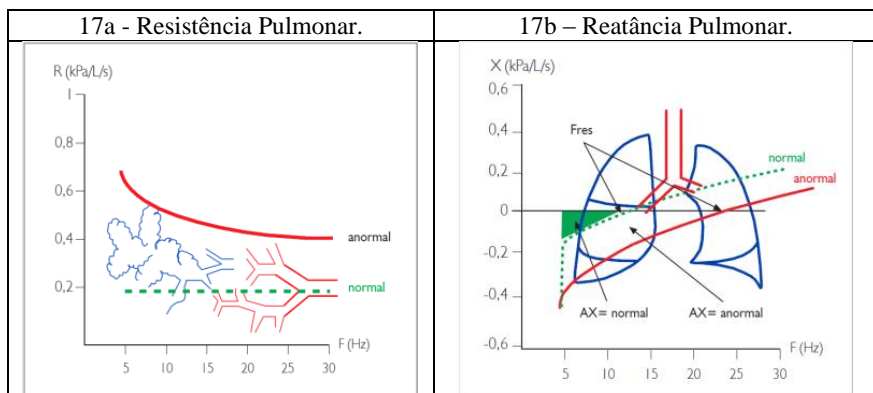 17a - Resistência Pulmonar.
17b – Reatância Pulmonar.
R (kPa/L/s)
1
0,8
0,6
0,4
0,2
anormal
normal
F (Hz)
5 10 15 20 25 30
X (kPa/L/s)
0,6
0,4
0,2
0
-0,2
-0,4
-0,6
Fres
normal
anormal
AX= normal
AX= anormal
F (Hz)
5 10 15 20 25 30